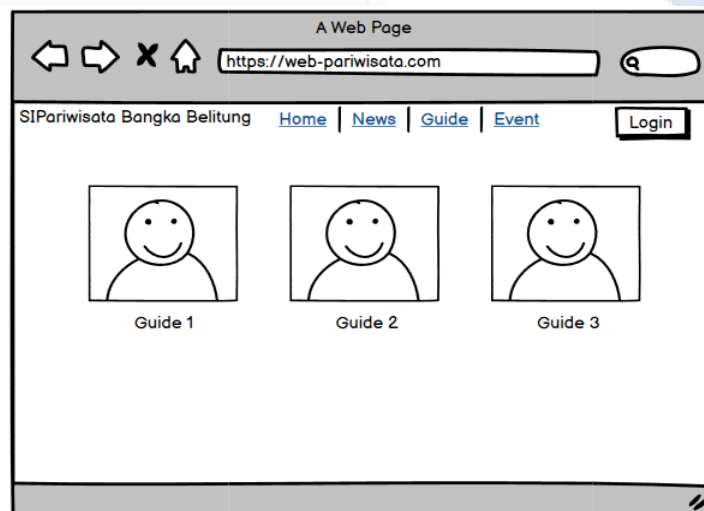 A Web Page
https://web-pariwisata.com
SIPariwisata Bangka Belitung Home News Guide Event Login
Guide 1 Guide 2 Guide 3